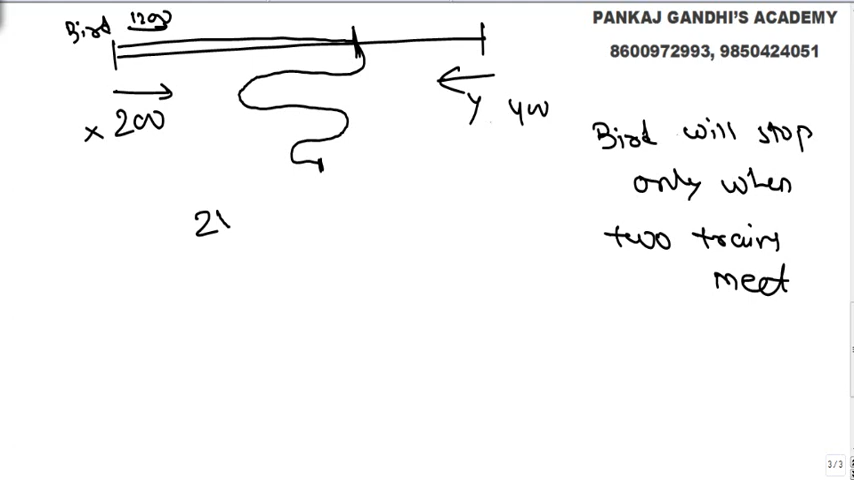 PANKAJ GANDHI'S ACADEMY
8600972993, 9850424051
Bird 1200
x 200
y 400
Bird will stop
only when
two trains
meet
21
3/3